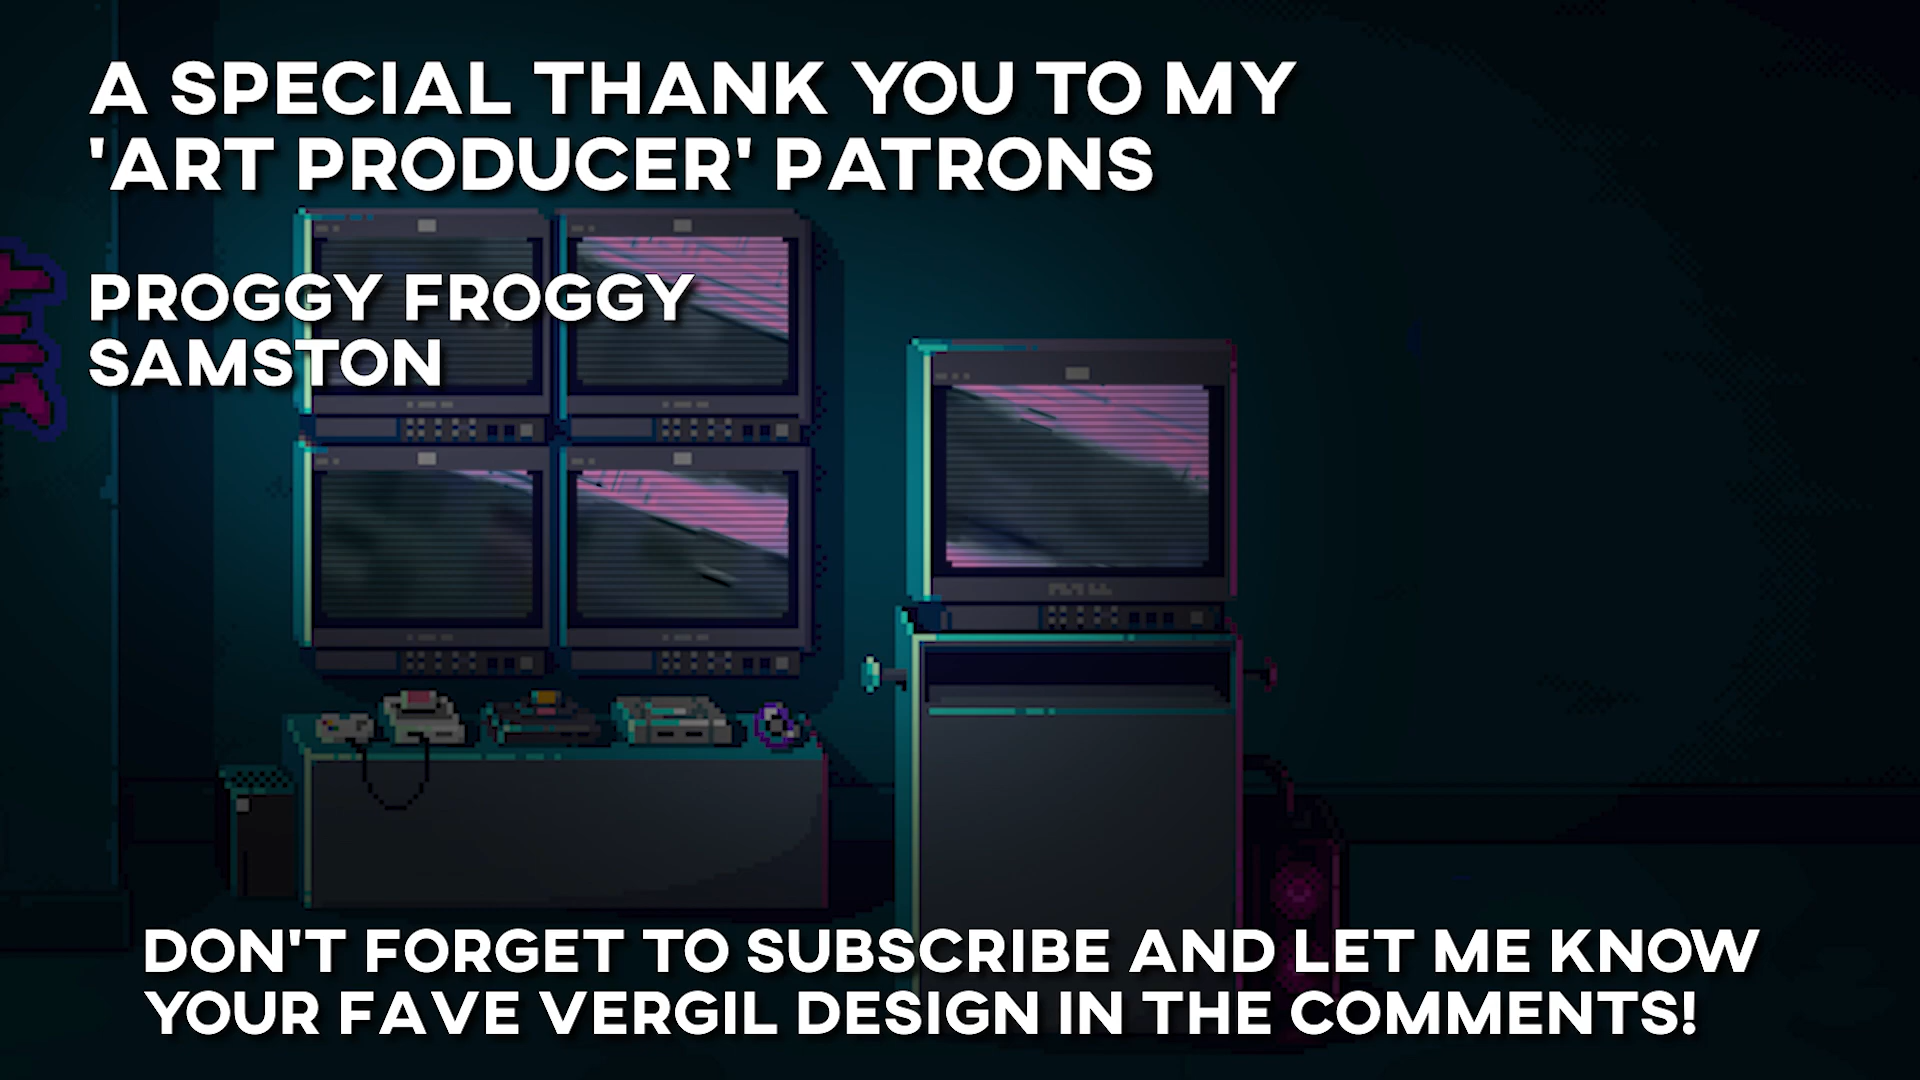 A SPECIAL THANK YOU TO MY
'ART PRODUCER' PATRONS
PROGGY FROGGY
SAMSTON
DON'T FORGET TO SUBSCRIBE AND LET ME KNOW
YOUR FAVE VERGIL DESIGN IN THE COMMENTS!